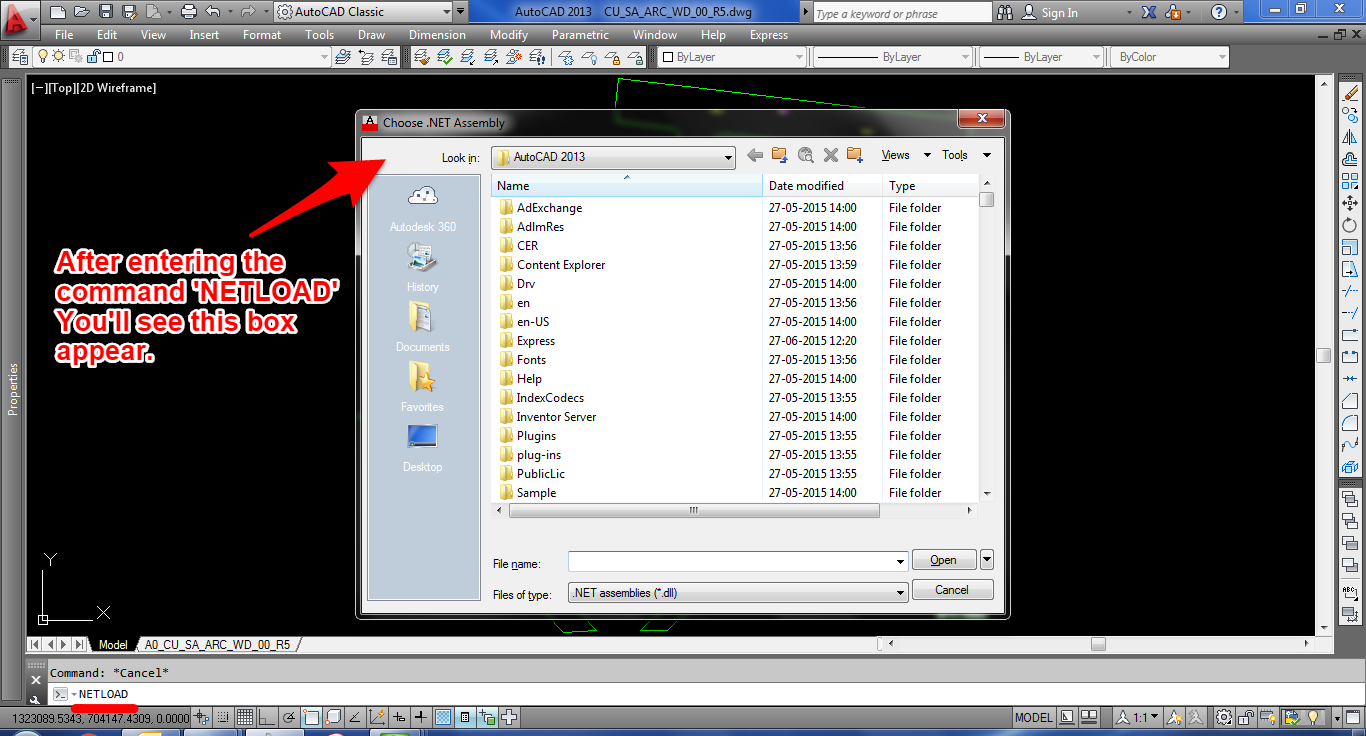 AutoCAD Classic
AutoCAD 2013 CU_SA_ARC_WD_00_R5.dwg
Type a keyword or phrase
Sign In
File Edit View Insert Format Tools Draw Dimension Modify Parametric Window Help Express
0
ByLayer
ByLayer
ByLayer
ByColor
[−][Top][2D Wireframe]
Properties
Choose .NET Assembly
Look in:
AutoCAD 2013
Views
Tools
Autodesk 360
History
Documents
Favorites
Desktop
Name Date modified Type
AdExchange 27-05-2015 14:00 File folder
AdImRes 27-05-2015 14:00 File folder
CER 27-05-2015 13:56 File folder
Content Explorer 27-05-2015 13:59 File folder
Drv 27-05-2015 14:00 File folder
en 27-05-2015 13:56 File folder
en-US 27-05-2015 14:00 File folder
Express 27-06-2015 12:20 File folder
Fonts 27-05-2015 13:56 File folder
Help 27-05-2015 14:00 File folder
IndexCodecs 27-05-2015 13:55 File folder
Inventor Server 27-05-2015 14:00 File folder
Plugins 27-05-2015 13:55 File folder
plug-ins 27-05-2015 13:55 File folder
PublicLic 27-05-2015 13:55 File folder
Sample 27-05-2015 14:00 File folder
File name:
Open
Files of type:
.NET assemblies (*.dll)
Cancel
After entering the
command 'NETLOAD'
You'll see this box
appear.
Y
X
Model
A0_CU_SA_ARC_WD_00_R5
Command: *Cancel*
NETLOAD
1323089.5343, 704147.4309, 0.0000
MODEL
1:1
ABC